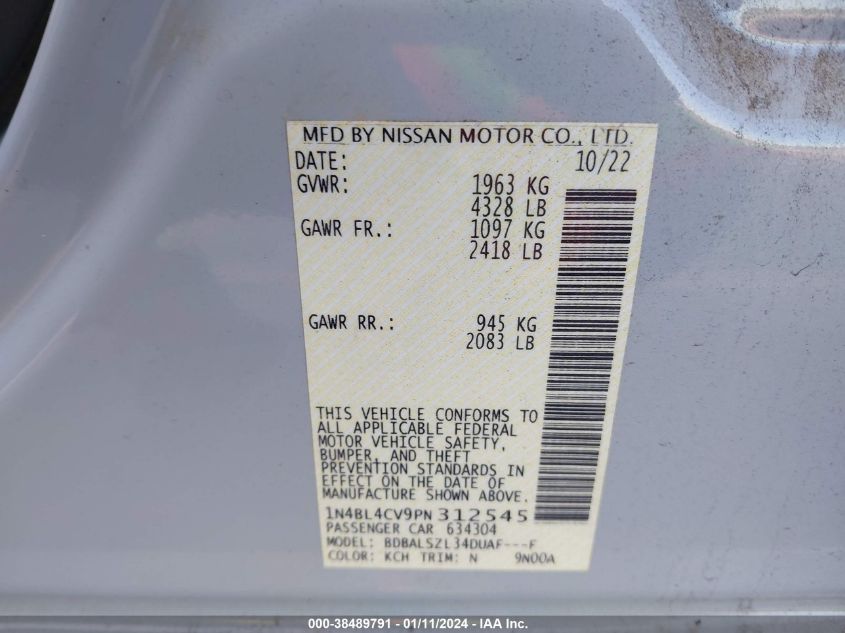 MFD BY NISSAN MOTOR CO., LTD.
DATE: 10/22
GVWR: 1963 KG
4328 LB
GAWR FR.: 1097 KG
2418 LB
GAWR RR.: 945 KG
2083 LB
THIS VEHICLE CONFORMS TO
ALL APPLICABLE FEDERAL
MOTOR VEHICLE SAFETY,
BUMPER, AND THEFT
PREVENTION STANDARDS IN
EFFECT ON THE DATE OF
MANUFACTURE SHOWN ABOVE.
1N4BL4CV9PN312545
PASSENGER CAR 634304
MODEL: BDBALSZL34DUAF---F
COLOR: KCH TRIM: N 9N00A
000-38489791 - 01/11/2024 - IAA Inc.